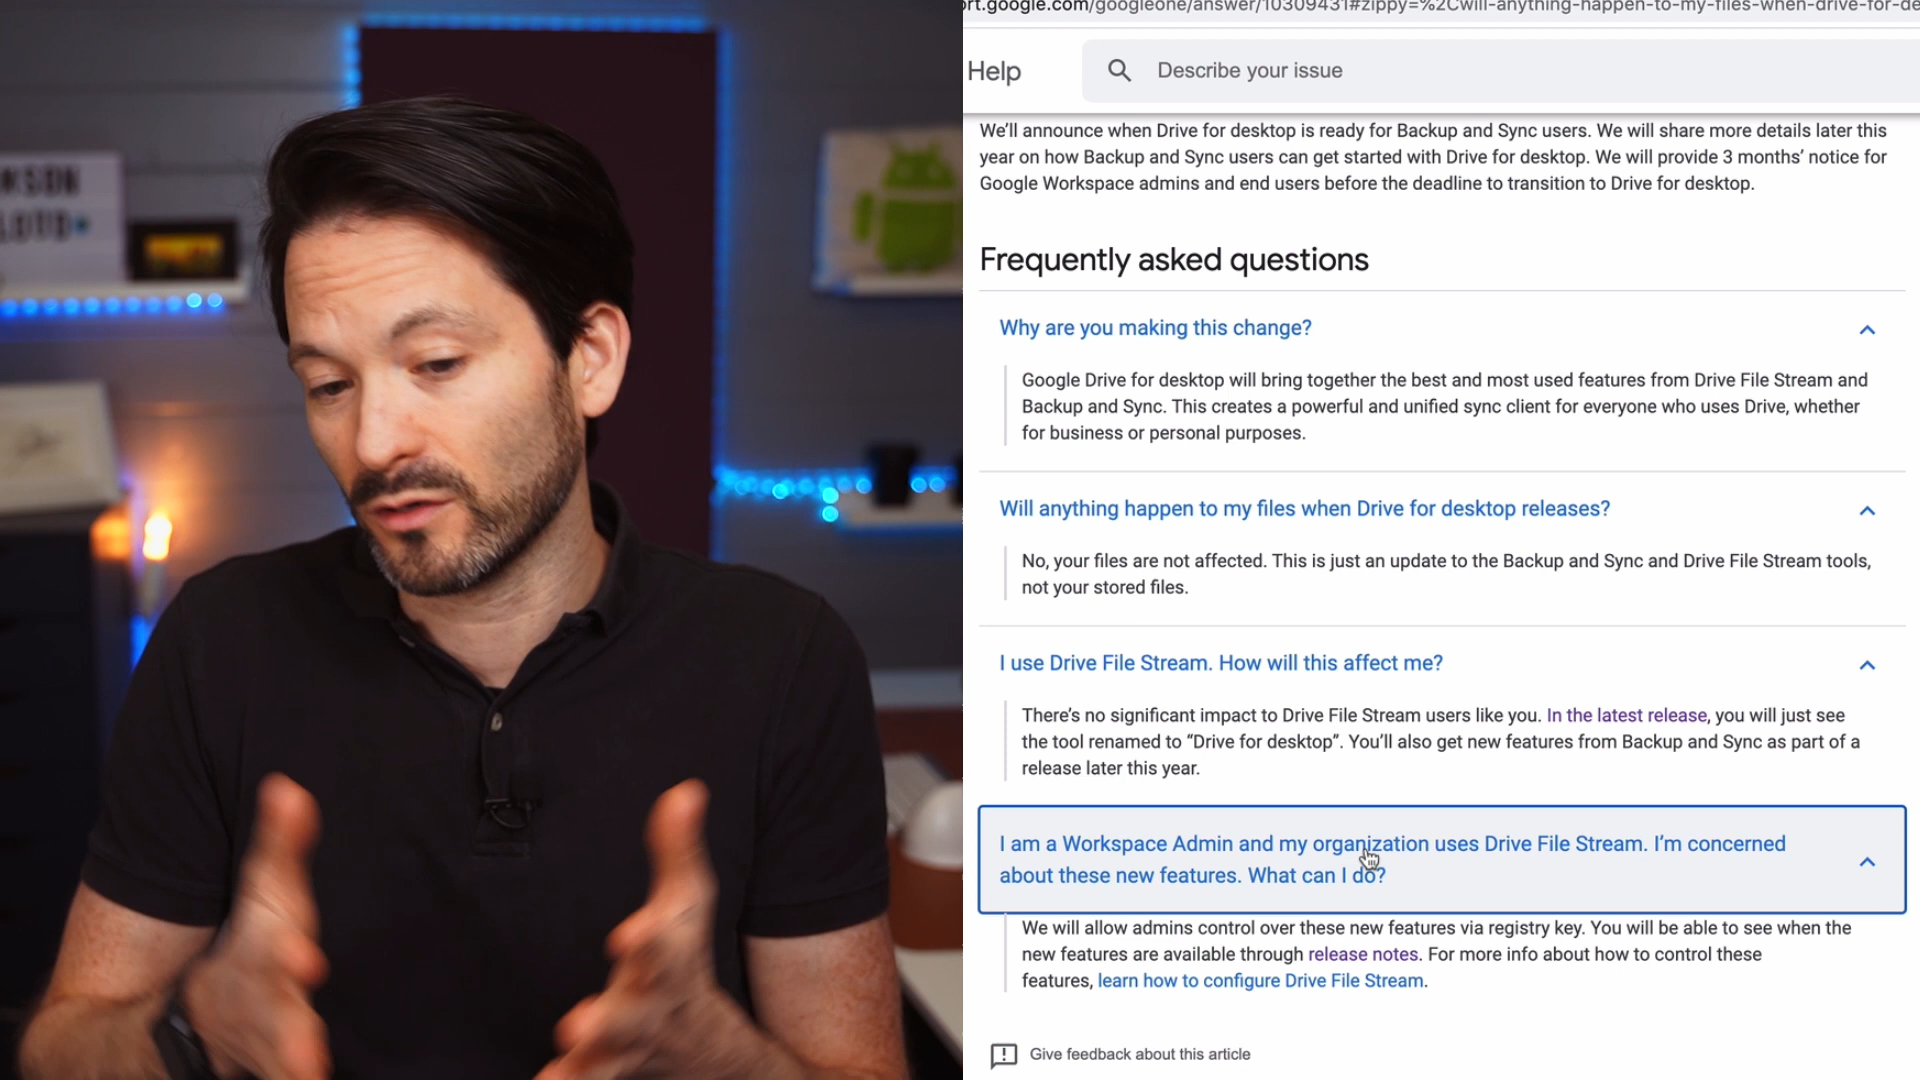 rt.google.com/googleone/answer/10309431#zippy=%2Cwill-anything-happen-to-my-files-when-drive-for-de
Help
Describe your issue
We'll announce when Drive for desktop is ready for Backup and Sync users. We will share more details later this
year on how Backup and Sync users can get started with Drive for desktop. We will provide 3 months' notice for
Google Workspace admins and end users before the deadline to transition to Drive for desktop.
Frequently asked questions
Why are you making this change?
Google Drive for desktop will bring together the best and most used features from Drive File Stream and
Backup and Sync. This creates a powerful and unified sync client for everyone who uses Drive, whether
for business or personal purposes.
Will anything happen to my files when Drive for desktop releases?
No, your files are not affected. This is just an update to the Backup and Sync and Drive File Stream tools,
not your stored files.
I use Drive File Stream. How will this affect me?
There's no significant impact to Drive File Stream users like you. In the latest release, you will just see
the tool renamed to “Drive for desktop”. You'll also get new features from Backup and Sync as part of a
release later this year.
I am a Workspace Admin and my organization uses Drive File Stream. I'm concerned
about these new features. What can I do?
We will allow admins control over these new features via registry key. You will be able to see when the
new features are available through release notes. For more info about how to control these
features, learn how to configure Drive File Stream.
Give feedback about this article